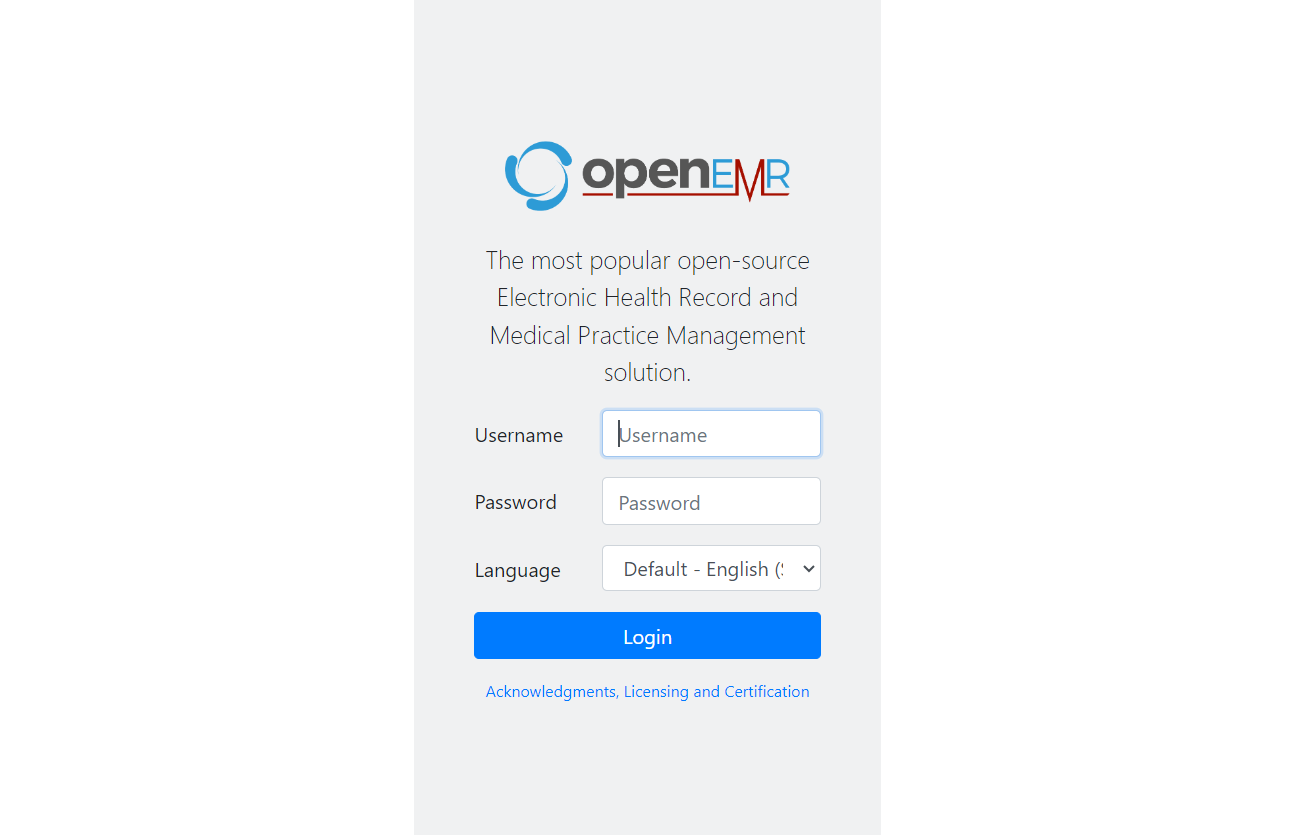 openEMR
The most popular open-source
Electronic Health Record and
Medical Practice Management
solution.
Username Username
Password Password
Language Default - English (
Login
Acknowledgments, Licensing and Certification